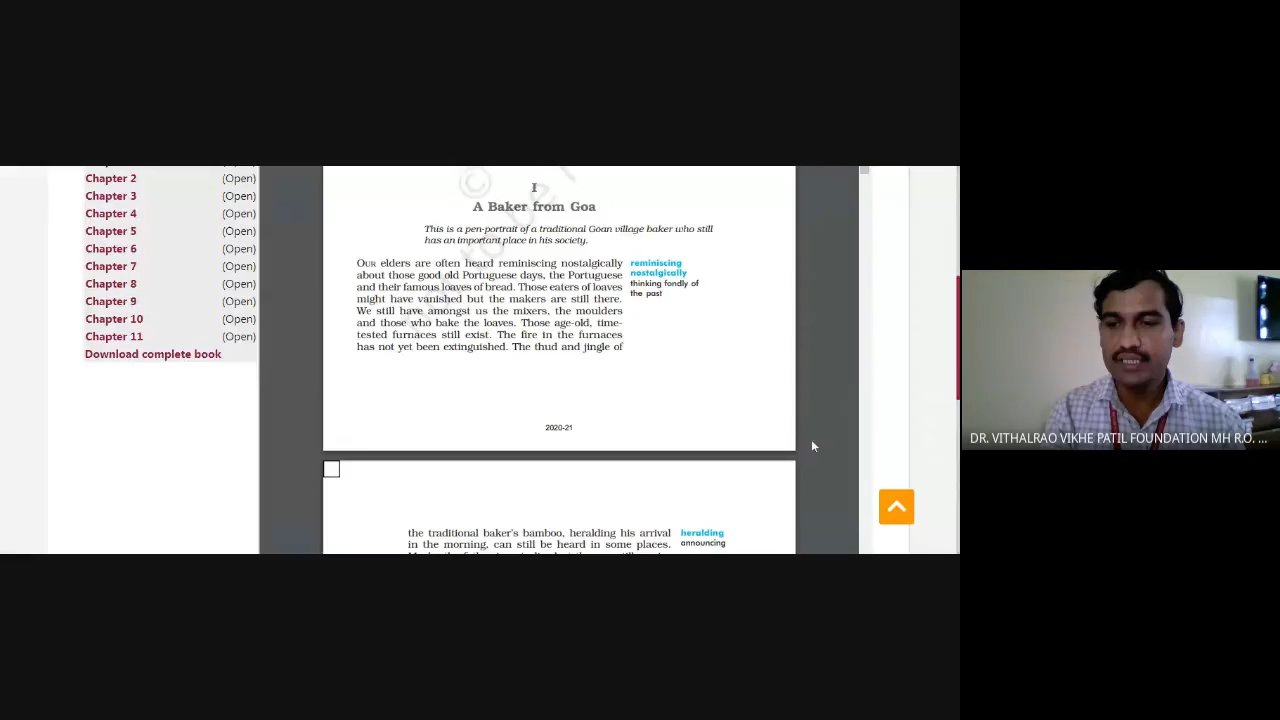 Chapter 2 (Open)
Chapter 3 (Open)
Chapter 4 (Open)
Chapter 5 (Open)
Chapter 6 (Open)
Chapter 7 (Open)
Chapter 8 (Open)
Chapter 9 (Open)
Chapter 10 (Open)
Chapter 11 (Open)
Download complete book
©
to be
I
A Baker from Goa
This is a pen-portrait of a traditional Goan village baker who still
has an important place in his society.
OUR elders are often heard reminiscing nostalgically
about those good old Portuguese days, the Portuguese
and their famous loaves of bread. Those eaters of loaves
might have vanished but the makers are still there.
We still have amongst us the mixers, the moulders
and those who bake the loaves. Those age-old, time-
tested furnaces still exist. The fire in the furnaces
has not yet been extinguished. The thud and jingle of
reminiscing
nostalgically
thinking fondly of
the past
2020-21
the traditional baker's bamboo, heralding his arrival
in the morning, can still be heard in some places.
heralding
announcing
DR. VITHALRAO VIKHE PATIL FOUNDATION MH R.O. ...